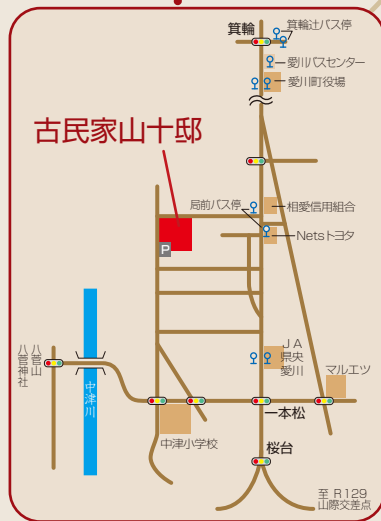 箕輪
箕輪辻バス停
愛川バスセンター
愛川町役場
古民家山十邸
局前バス停
相愛信用組合
Netsトヨタ
P
JA
県央
愛川
マルエツ
八菅山
八菅神社
中津川
一本松
中津小学校
桜台
至 R129
山際交差点